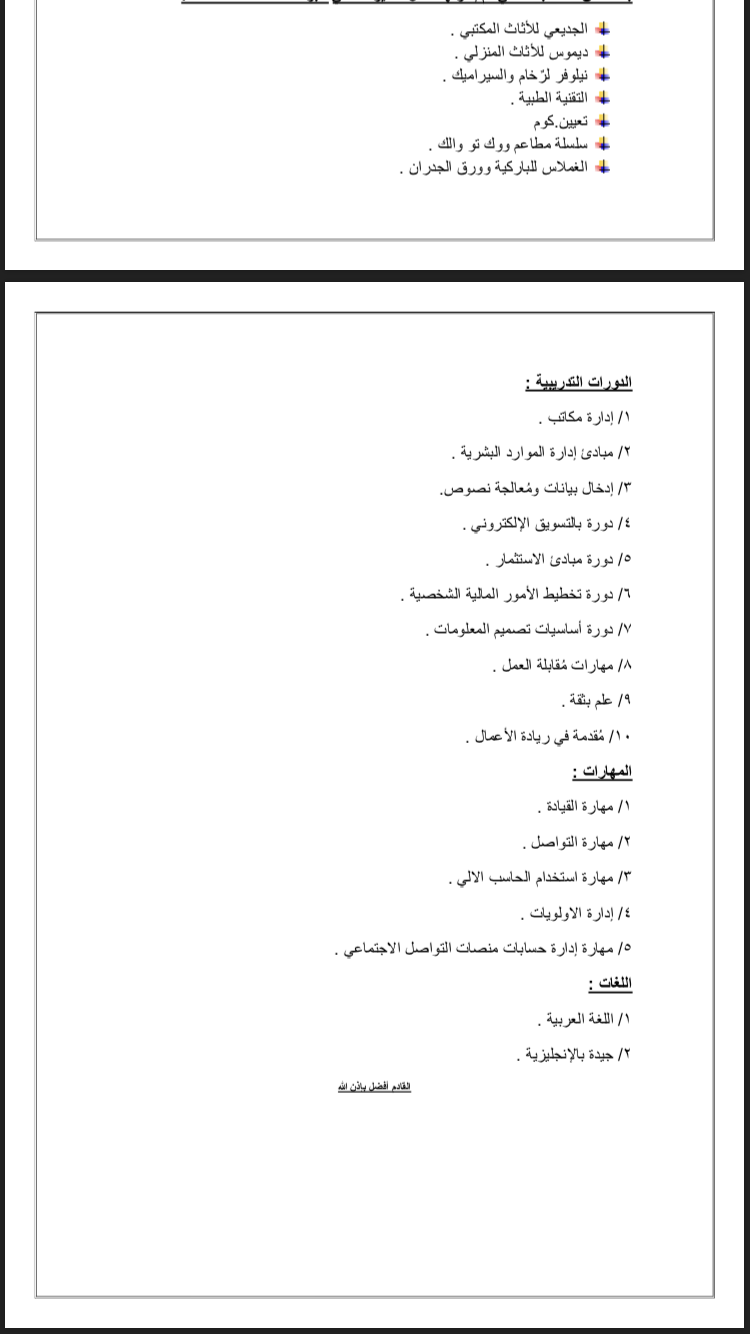 الجديعي للأثاث المكتبي .
ديموس للأثاث المنزلي .
نيلوفر لرّخام والسيراميك .
التقنية الطبية .
تعيين.كوم
سلسلة مطاعم ووك تو والك .
الغملاس للباركية وورق الجدران .
الدورات التدريبية :
١/ إدارة مكاتب .
٢/ مبادئ إدارة الموارد البشرية .
٣/ إدخال بيانات ومُعالجة نصوص.
٤/ دورة بالتسويق الإلكتروني .
٥/ دورة مبادئ الاستثمار .
٦/ دورة تخطيط الأمور المالية الشخصية .
٧/ دورة أساسيات تصميم المعلومات .
٨/ مهارات مُقابلة العمل .
٩/ علم بثقة .
١٠/ مُقدمة في ريادة الأعمال .
المهارات :
١/ مهارة القيادة .
٢/ مهارة التواصل .
٣/ مهارة استخدام الحاسب الالي .
٤/ إدارة الاولويات .
٥/ مهارة إدارة حسابات منصات التواصل الاجتماعي .
اللغات :
١/ اللغة العربية .
٢/ جيدة بالإنجليزية .
القادم أفضل بإذن الله